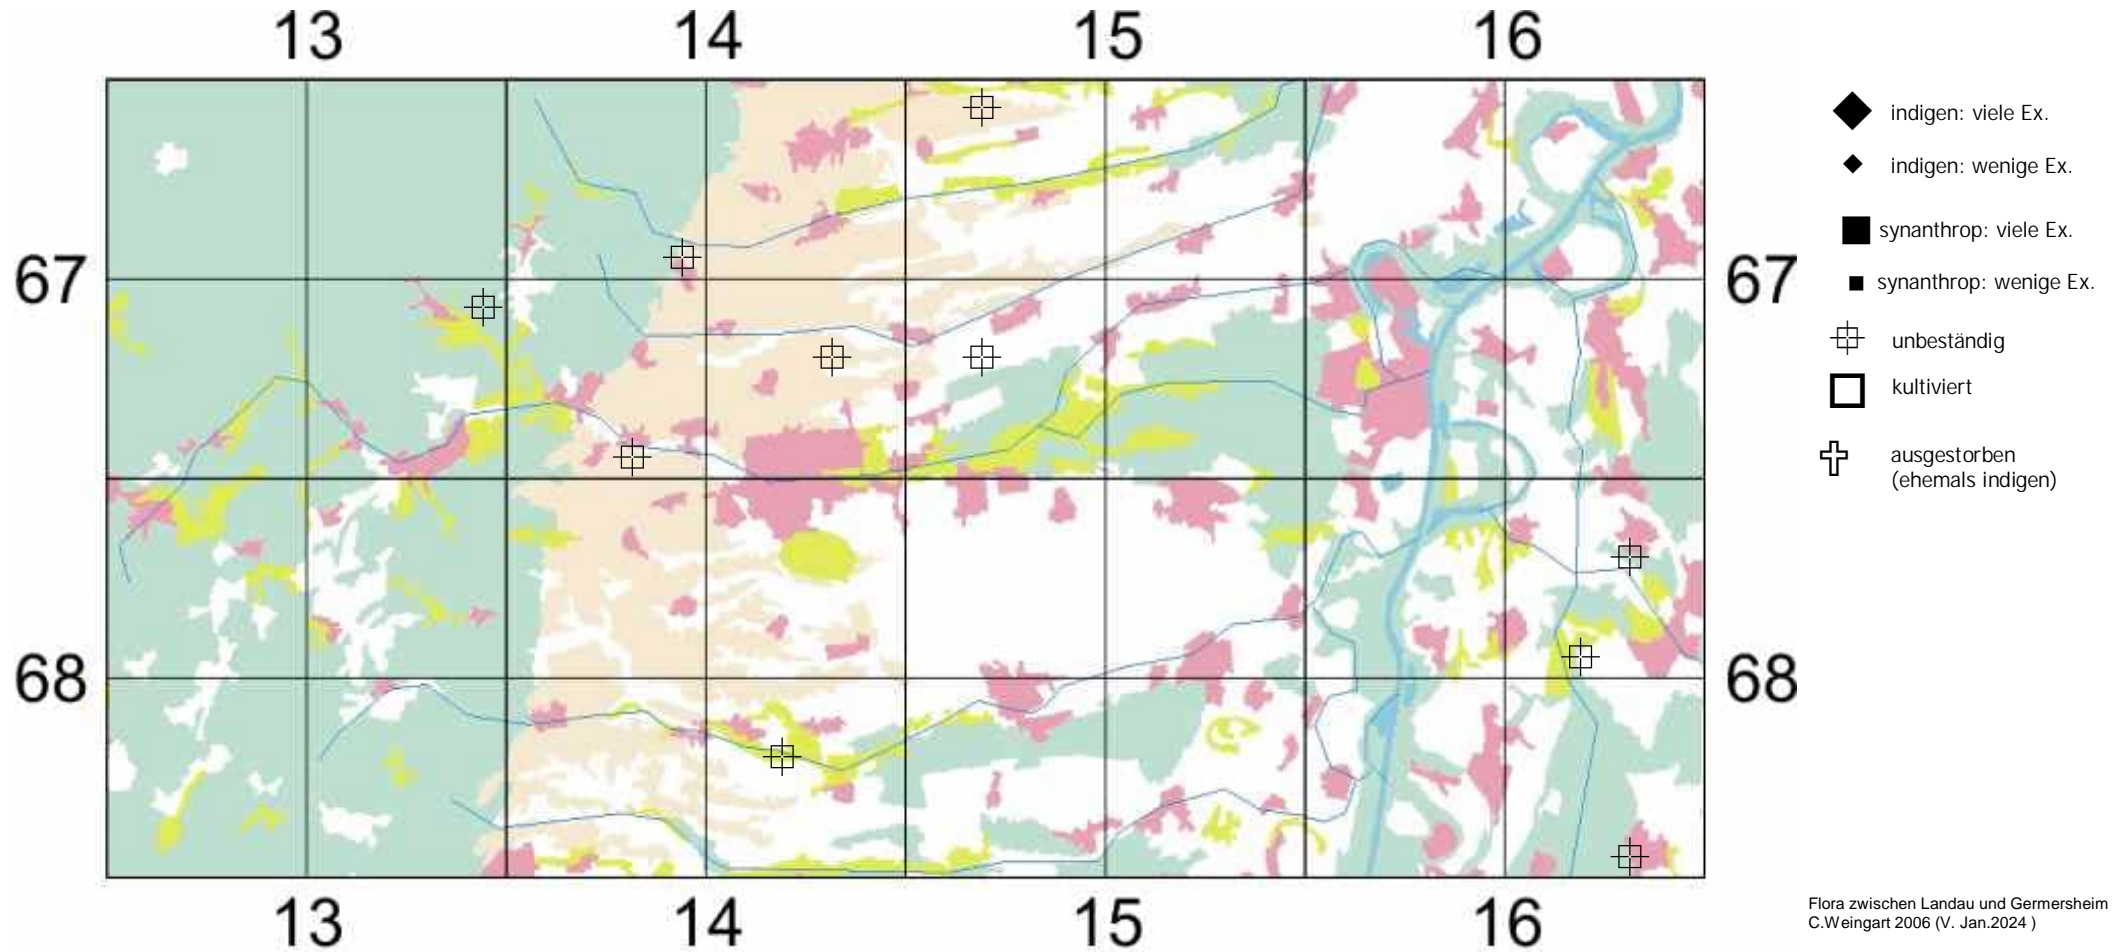 13 14 15 16
67 67
68 68
13 14 15 16
indigen: viele Ex.
indigen: wenige Ex.
synanthrop: viele Ex.
synanthrop: wenige Ex.
unbeständig
kultiviert
ausgestorben
(ehemals indigen)
Flora zwischen Landau und Germersheim
C.Weingart 2006 (V. Jan.2024 )